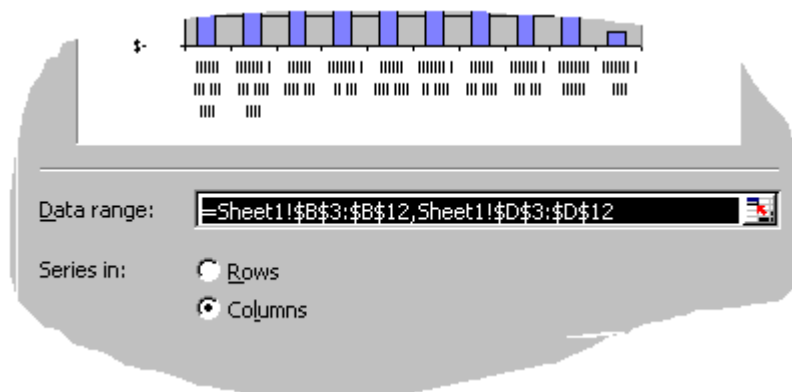 $-
Data range: =Sheet1!$B$3:$B$12,Sheet1!$D$3:$D$12
Series in: Rows
Columns